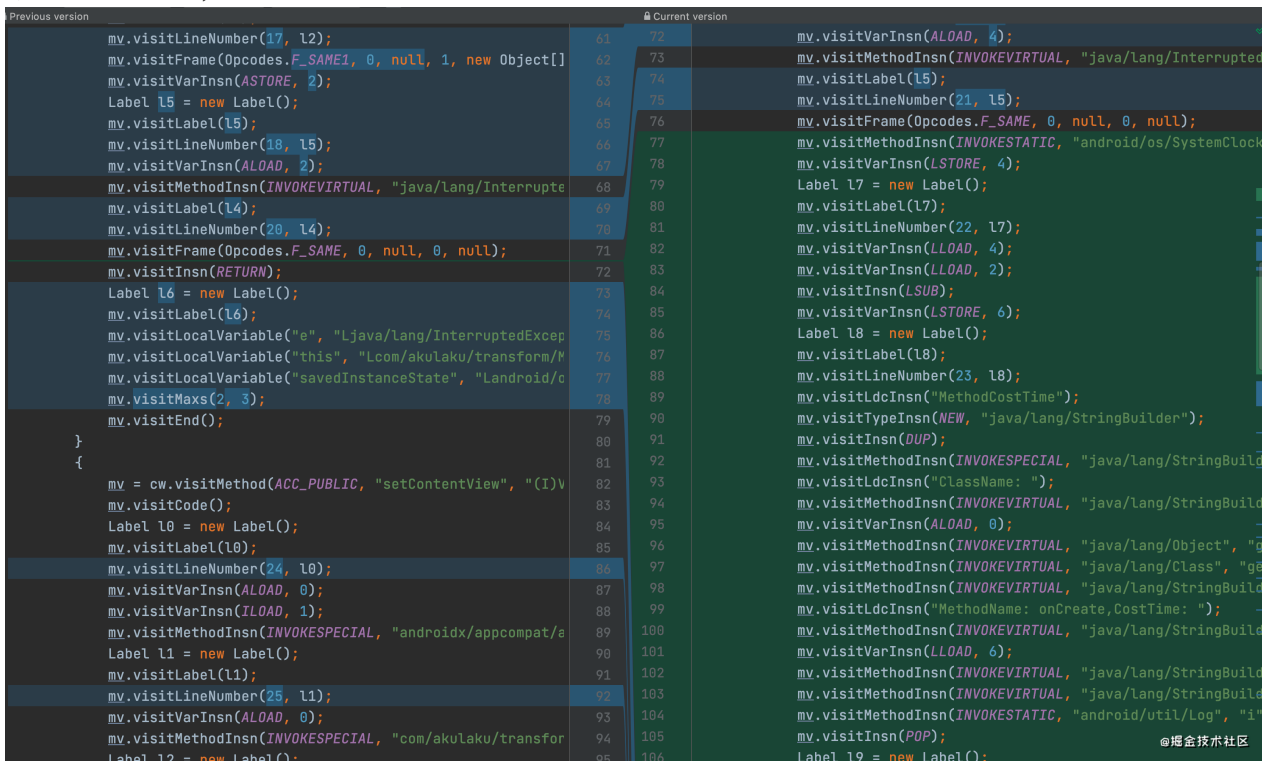 Previous version
mv.visitLineNumber(17, l2); 61
mv.visitFrame(Opcodes.F_SAME1, 0, null, 1, new Object[] 62
mv.visitVarInsn(ASTORE, 2); 63
Label l5 = new Label(); 64
mv.visitLabel(l5); 65
mv.visitLineNumber(18, l5); 66
mv.visitVarInsn(ALOAD, 2); 67
mv.visitMethodInsn(INVOKEVIRTUAL, "java/lang/Interrupte 68
mv.visitLabel(l4); 69
mv.visitLineNumber(20, l4); 70
mv.visitFrame(Opcodes.F_SAME, 0, null, 0, null); 71
mv.visitInsn(RETURN); 72
Label l6 = new Label(); 73
mv.visitLabel(l6); 74
mv.visitLocalVariable("e", "Ljava/lang/InterruptedExcep 75
mv.visitLocalVariable("this", "Lcom/akulaku/transform/M 76
mv.visitLocalVariable("savedInstanceState", "Landroid/o 77
mv.visitMaxs(2, 3); 78
mv.visitEnd(); 79
} 80
{ 81
mv = cw.visitMethod(ACC_PUBLIC, "setContentView", "(I)V 82
mv.visitCode(); 83
Label l0 = new Label(); 84
mv.visitLabel(l0); 85
mv.visitLineNumber(24, l0); 86
mv.visitVarInsn(ALOAD, 0); 87
mv.visitVarInsn(ILOAD, 1); 88
mv.visitMethodInsn(INVOKESPECIAL, "androidx/appcompat/a 89
Label l1 = new Label(); 90
mv.visitLabel(l1); 91
mv.visitLineNumber(25, l1); 92
mv.visitVarInsn(ALOAD, 0); 93
mv.visitMethodInsn(INVOKESPECIAL, "com/akulaku/transfor 94
Label l2 = new Label(); 95
Current version
72 mv.visitVarInsn(ALOAD, 4);
73 mv.visitMethodInsn(INVOKEVIRTUAL, "java/lang/Interrupted
74 mv.visitLabel(l5);
75 mv.visitLineNumber(21, l5);
76 mv.visitFrame(Opcodes.F_SAME, 0, null, 0, null);
77 mv.visitMethodInsn(INVOKESTATIC, "android/os/SystemClock
78 mv.visitVarInsn(LSTORE, 4);
79 Label l7 = new Label();
80 mv.visitLabel(l7);
81 mv.visitLineNumber(22, l7);
82 mv.visitVarInsn(LLOAD, 4);
83 mv.visitVarInsn(LLOAD, 2);
84 mv.visitInsn(LSUB);
85 mv.visitVarInsn(LSTORE, 6);
86 Label l8 = new Label();
87 mv.visitLabel(l8);
88 mv.visitLineNumber(23, l8);
89 mv.visitLdcInsn("MethodCostTime");
90 mv.visitTypeInsn(NEW, "java/lang/StringBuilder");
91 mv.visitInsn(DUP);
92 mv.visitMethodInsn(INVOKESPECIAL, "java/lang/StringBuild
93 mv.visitLdcInsn("ClassName: ");
94 mv.visitMethodInsn(INVOKEVIRTUAL, "java/lang/StringBuild
95 mv.visitVarInsn(ALOAD, 0);
96 mv.visitMethodInsn(INVOKEVIRTUAL, "java/lang/Object", "g
97 mv.visitMethodInsn(INVOKEVIRTUAL, "java/lang/Class", "ge
98 mv.visitMethodInsn(INVOKEVIRTUAL, "java/lang/StringBuild
99 mv.visitLdcInsn("MethodName: onCreate,CostTime: ");
100 mv.visitMethodInsn(INVOKEVIRTUAL, "java/lang/StringBuild
101 mv.visitVarInsn(LLOAD, 6);
102 mv.visitMethodInsn(INVOKEVIRTUAL, "java/lang/StringBuild
103 mv.visitMethodInsn(INVOKEVIRTUAL, "java/lang/StringBuild
104 mv.visitMethodInsn(INVOKESTATIC, "android/util/Log", "i"
105 mv.visitInsn(POP);
106 Label l9 = new Label();
@掘金技术社区